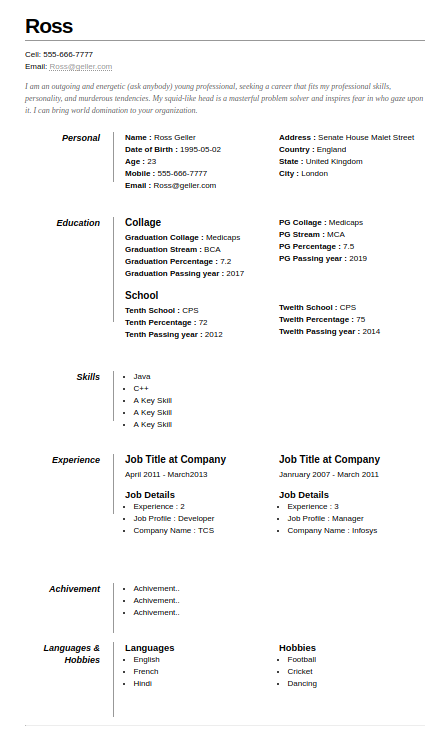 Ross
Cell: 555-666-7777
Email: Ross@geller.com
I am an outgoing and energetic (ask anybody) young professional, seeking a career that fits my professional skills,
personality, and murderous tendencies. My squid-like head is a masterful problem solver and inspires fear in who gaze upon
it. I can bring world domination to your organization.
Personal
Name : Ross Geller
Date of Birth : 1995-05-02
Age : 23
Mobile : 555-666-7777
Email : Ross@geller.com
Address : Senate House Malet Street
Country : England
State : United Kingdom
City : London
Education
Collage
Graduation Collage : Medicaps
Graduation Stream : BCA
Graduation Percentage : 7.2
Graduation Passing year : 2017
PG Collage : Medicaps
PG Stream : MCA
PG Percentage : 7.5
PG Passing year : 2019
School
Tenth School : CPS
Tenth Percentage : 72
Tenth Passing year : 2012
Twelth School : CPS
Twelth Percentage : 75
Twelth Passing year : 2014
Skills
Java
C++
A Key Skill
A Key Skill
A Key Skill
Experience
Job Title at Company
April 2011 - March2013
Job Details
Experience : 2
Job Profile : Developer
Company Name : TCS
Job Title at Company
Janruary 2007 - March 2011
Job Details
Experience : 3
Job Profile : Manager
Company Name : Infosys
Achivement
Achivement..
Achivement..
Achivement..
Languages &
Hobbies
Languages
English
French
Hindi
Hobbies
Football
Cricket
Dancing